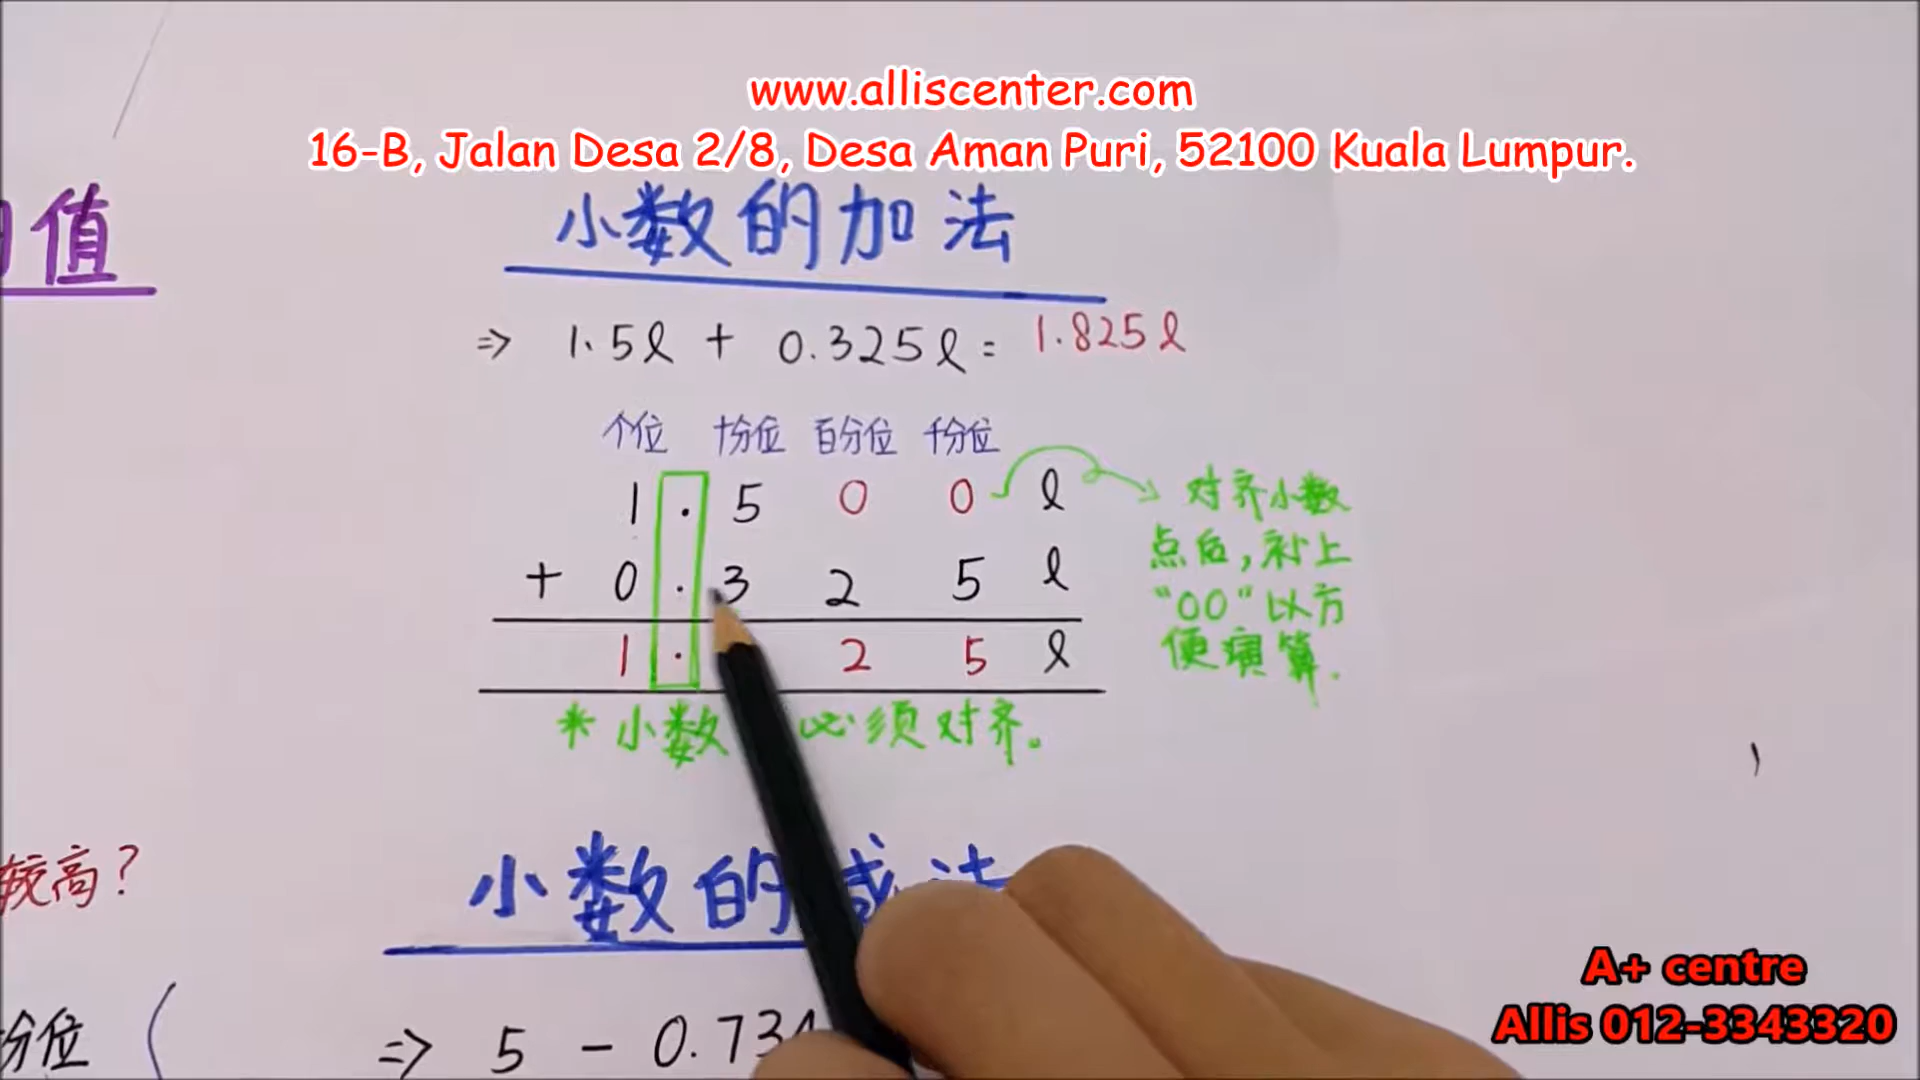 www.alliscenter.com
16-B, Jalan Desa 2/8, Desa Aman Puri, 52100 Kuala Lumpur.
值
小数的加法
⇒ 1.5ℓ + 0.325ℓ = 1.825ℓ
个位 十分位 百分位 千分位
1 . 5 0 0 ℓ
+ 0 . 3 2 5 ℓ
1 . 2 5 ℓ
对齐小数
点后,补上
"00"以方
便演算.
* 小数 必须对齐。
较高?
小数的减法
分位 (
⇒ 5 - 0.734
A+ centre
Allis 012-3343320